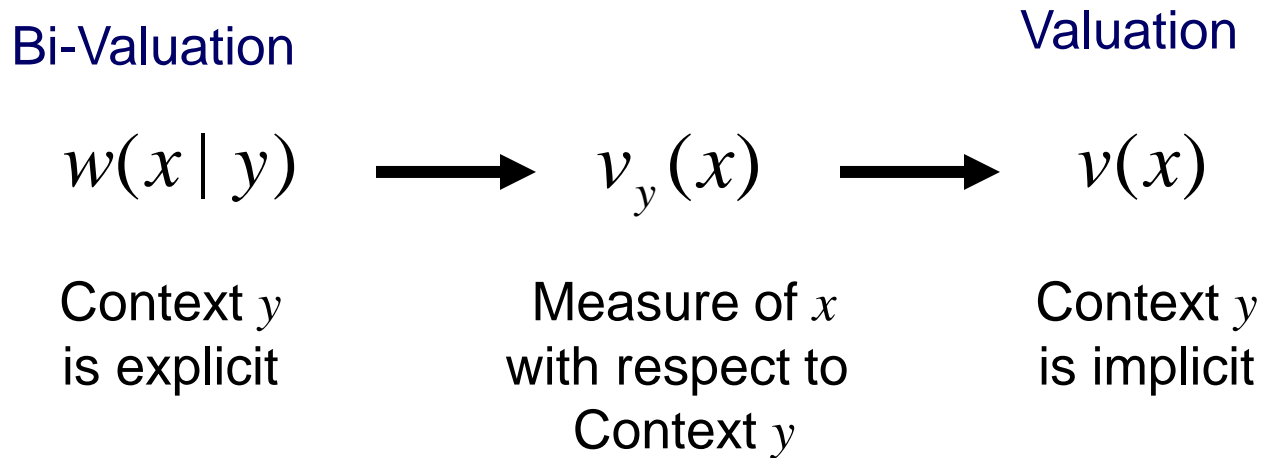 Bi-Valuation
Valuation
w(x | y) v_y(x) v(x)
Context y
is explicit
Measure of x
with respect to
Context y
Context y
is implicit